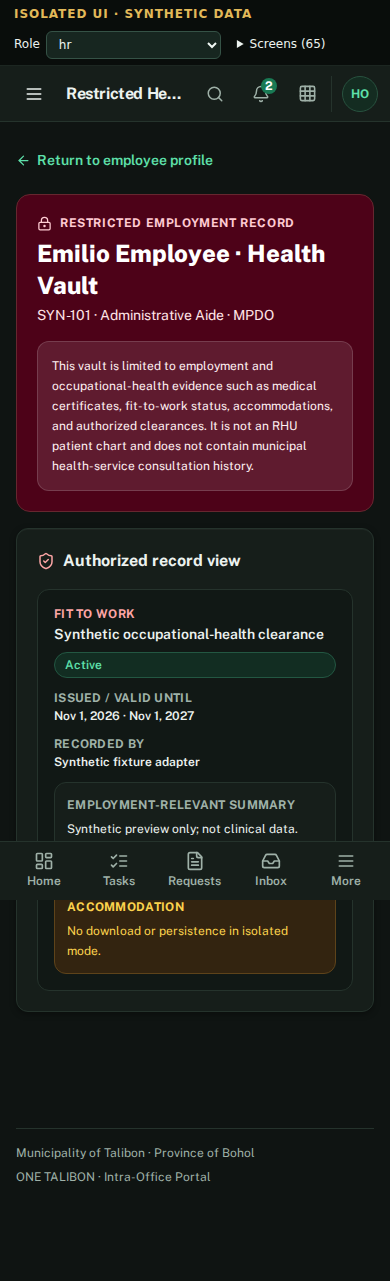 ISOLATED UI · SYNTHETIC DATA
Role hr Screens (65)
Restricted He... 2 HO
Return to employee profile
RESTRICTED EMPLOYMENT RECORD
Emilio Employee · Health
Vault
SYN-101 · Administrative Aide · MPDO
This vault is limited to employment and
occupational-health evidence such as medical
certificates, fit-to-work status, accommodations,
and authorized clearances. It is not an RHU
patient chart and does not contain municipal
health-service consultation history.
Authorized record view
FIT TO WORK
Synthetic occupational-health clearance
Active
ISSUED / VALID UNTIL
Nov 1, 2026 · Nov 1, 2027
RECORDED BY
Synthetic fixture adapter
EMPLOYMENT-RELEVANT SUMMARY
Synthetic preview only; not clinical data.
Home Tasks Requests Inbox More
ACCOMMODATION
No download or persistence in isolated
mode.
Municipality of Talibon · Province of Bohol
ONE TALIBON · Intra-Office Portal